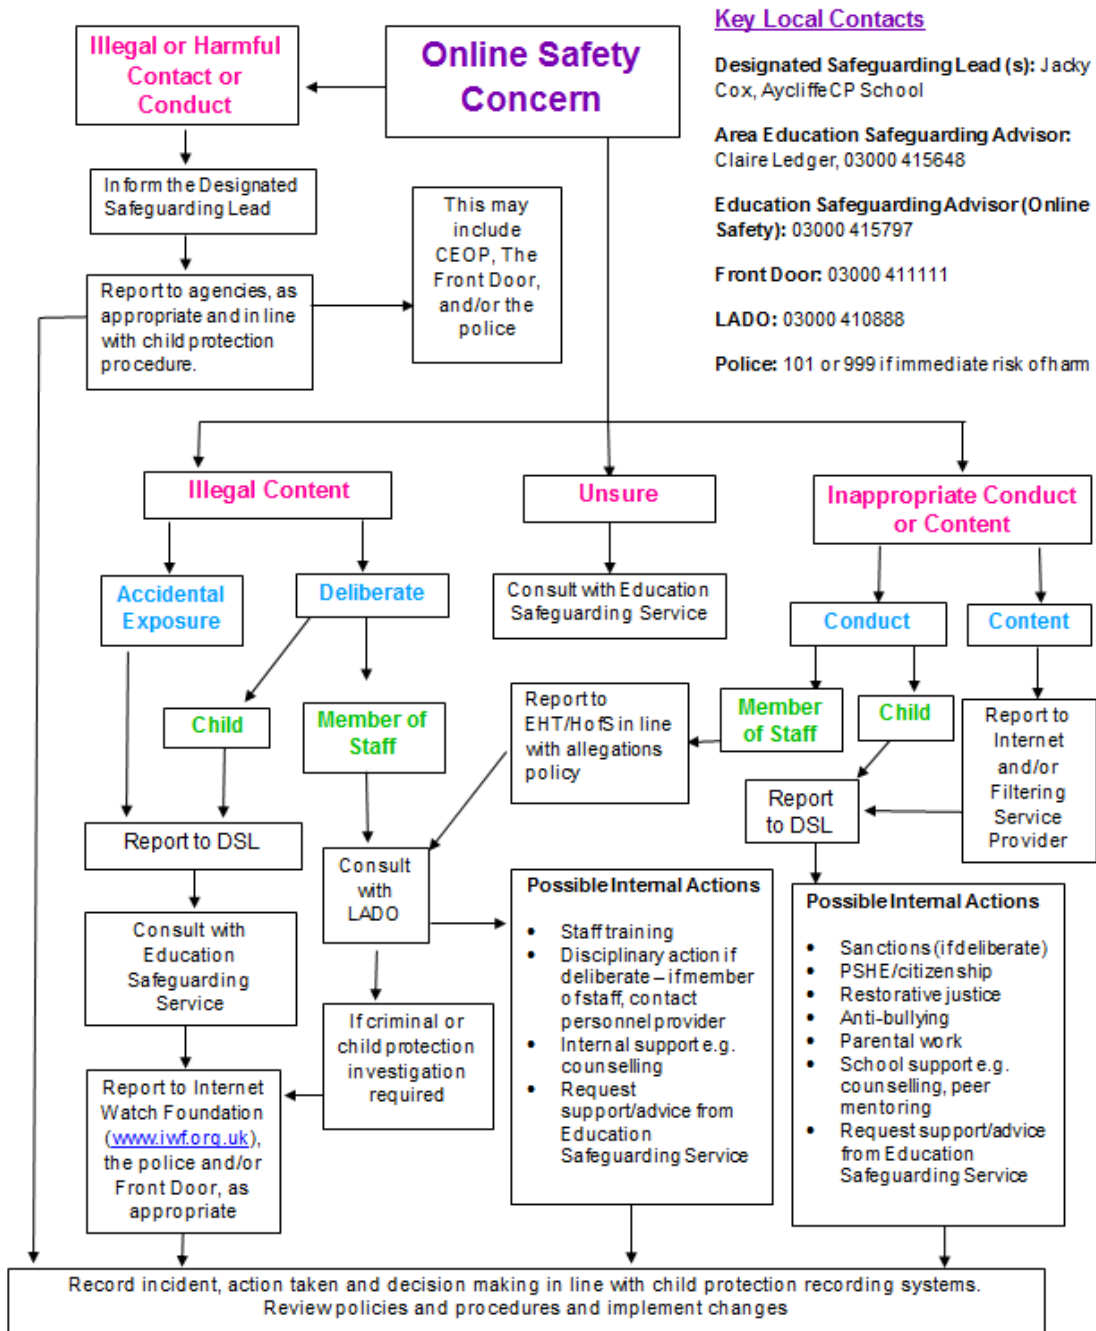 Illegal or Harmful
Contact or
Conduct
Online Safety
Concern
Key Local Contacts
Designated Safeguarding Lead (s): Jacky
Cox, Aycliffe CP School
Area Education Safeguarding Advisor:
Claire Ledger, 03000 415648
Education Safeguarding Advisor (Online
Safety): 03000 415797
Front Door: 03000 411111
LADO: 03000 410888
Police: 101 or 999 if immediate risk of harm
Inform the Designated
Safeguarding Lead
Report to agencies, as
appropriate and in line
with child protection
procedure.
This may
include
CEOP, The
Front Door,
and/or the
police
Illegal Content
Unsure
Inappropriate Conduct
or Content
Accidental
Exposure
Deliberate
Consult with Education
Safeguarding Service
Conduct
Content
Child
Member of
Staff
Report to
EHT/HofS in line
with allegations
policy
Member
of Staff
Child
Report to
Internet
and/or
Filtering
Service
Provider
Report to DSL
Consult
with
LADO
Report
to DSL
Consult with
Education
Safeguarding
Service
If criminal or
child protection
investigation
required
Report to Internet
Watch Foundation
(www.iwf.org.uk),
the police and/or
Front Door, as
appropriate
Possible Internal Actions
• Staff training
• Disciplinary action if
deliberate – if member
of staff, contact
personnel provider
• Internal support e.g.
counselling
• Request
support/advice from
Education
Safeguarding Service
Possible Internal Actions
• Sanctions (if deliberate)
• PSHE/citizenship
• Restorative justice
• Anti-bullying
• Parental work
• School support e.g.
counselling, peer
mentoring
• Request support/advice
from Education
Safeguarding Service
Record incident, action taken and decision making in line with child protection recording systems.
Review policies and procedures and implement changes